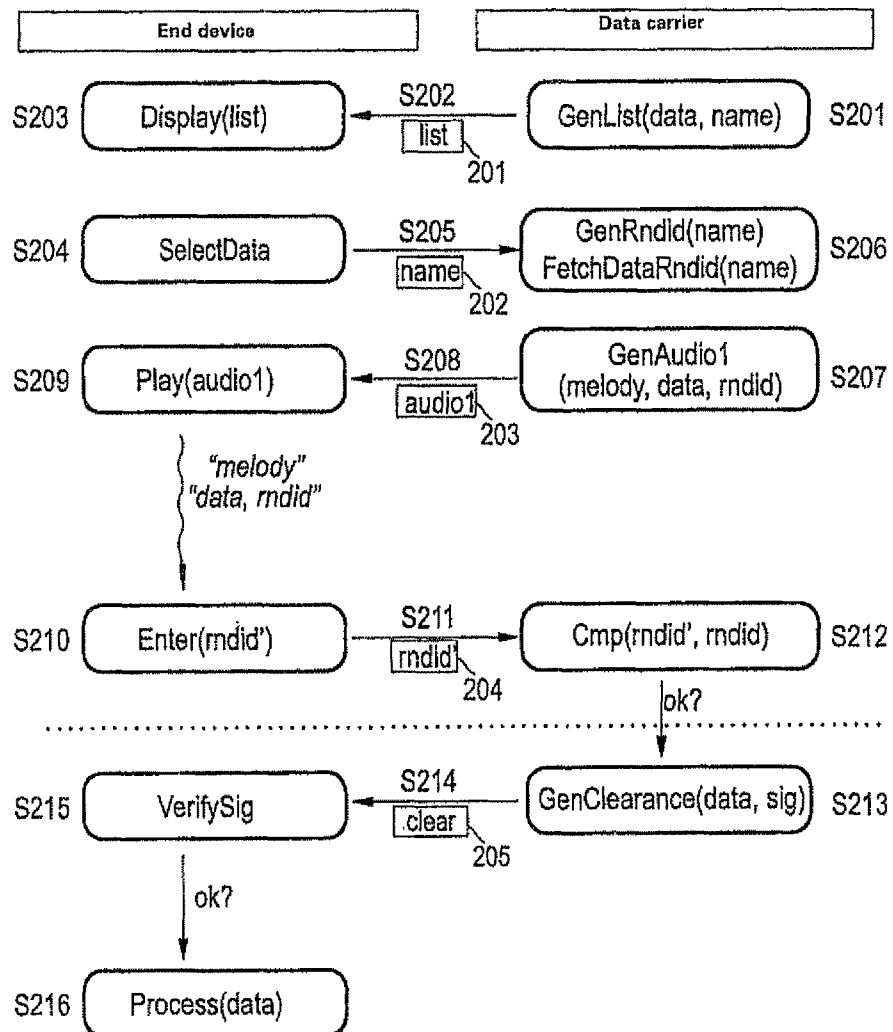 End device
Data carrier
S203 Display(list) S202 GenList(data, name) S201
list
201
S204 SelectData S205 GenRndid(name) S206
name FetchDataRndid(name)
202
S209 Play(audio1) S208 GenAudio1 S207
audio1 (melody, data, rndid)
203
“melody”
“data, rndid”
S210 Enter(rndid') S211 Cmp(rndid', rndid) S212
rndid'
204
ok?
S215 VerifySig S214 GenClearance(data, sig) S213
clear
205
ok?
S216 Process(data)